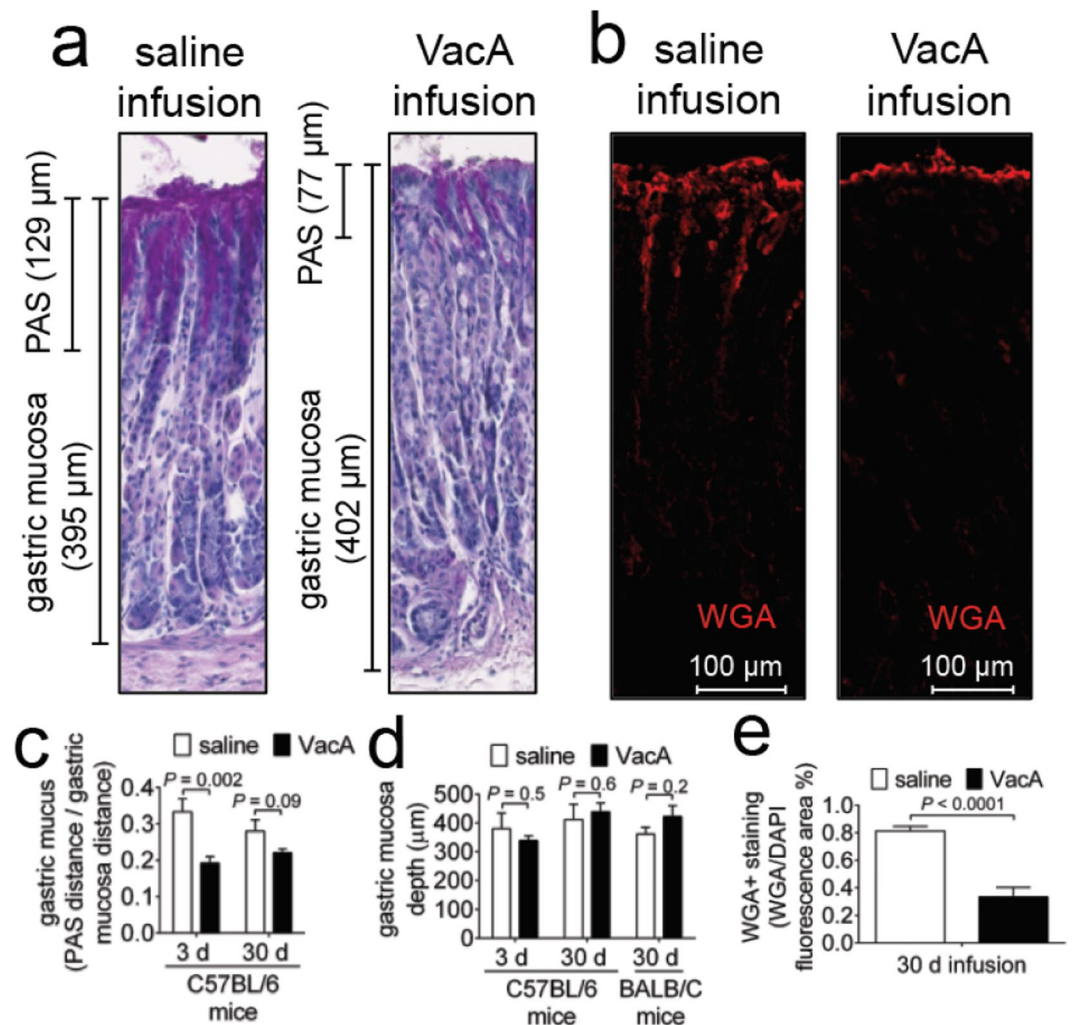 a
saline
infusion
VacA
infusion
PAS (129 µm)
gastric mucosa
(395 µm)
PAS (77 µm)
gastric mucosa
(402 µm)
b
saline
infusion
VacA
infusion
WGA
100 µm
WGA
100 µm
c
saline
VacA
gastric mucus
(PAS distance / gastric
mucosa distance)
P = 0.002
P = 0.09
0.4
0.3
0.2
0.1
0.0
3 d
30 d
C57BL/6
mice
d
saline
VacA
gastric mucosa
depth (µm)
P = 0.5
P = 0.6
P = 0.2
500
400
300
200
100
0
3 d
30 d
30 d
C57BL/6
mice
BALB/C
mice
e
saline
VacA
WGA+ staining
(WGA/DAPI
fluorescence area %)
P < 0.0001
1.0
0.8
0.6
0.4
0.2
0.0
30 d infusion